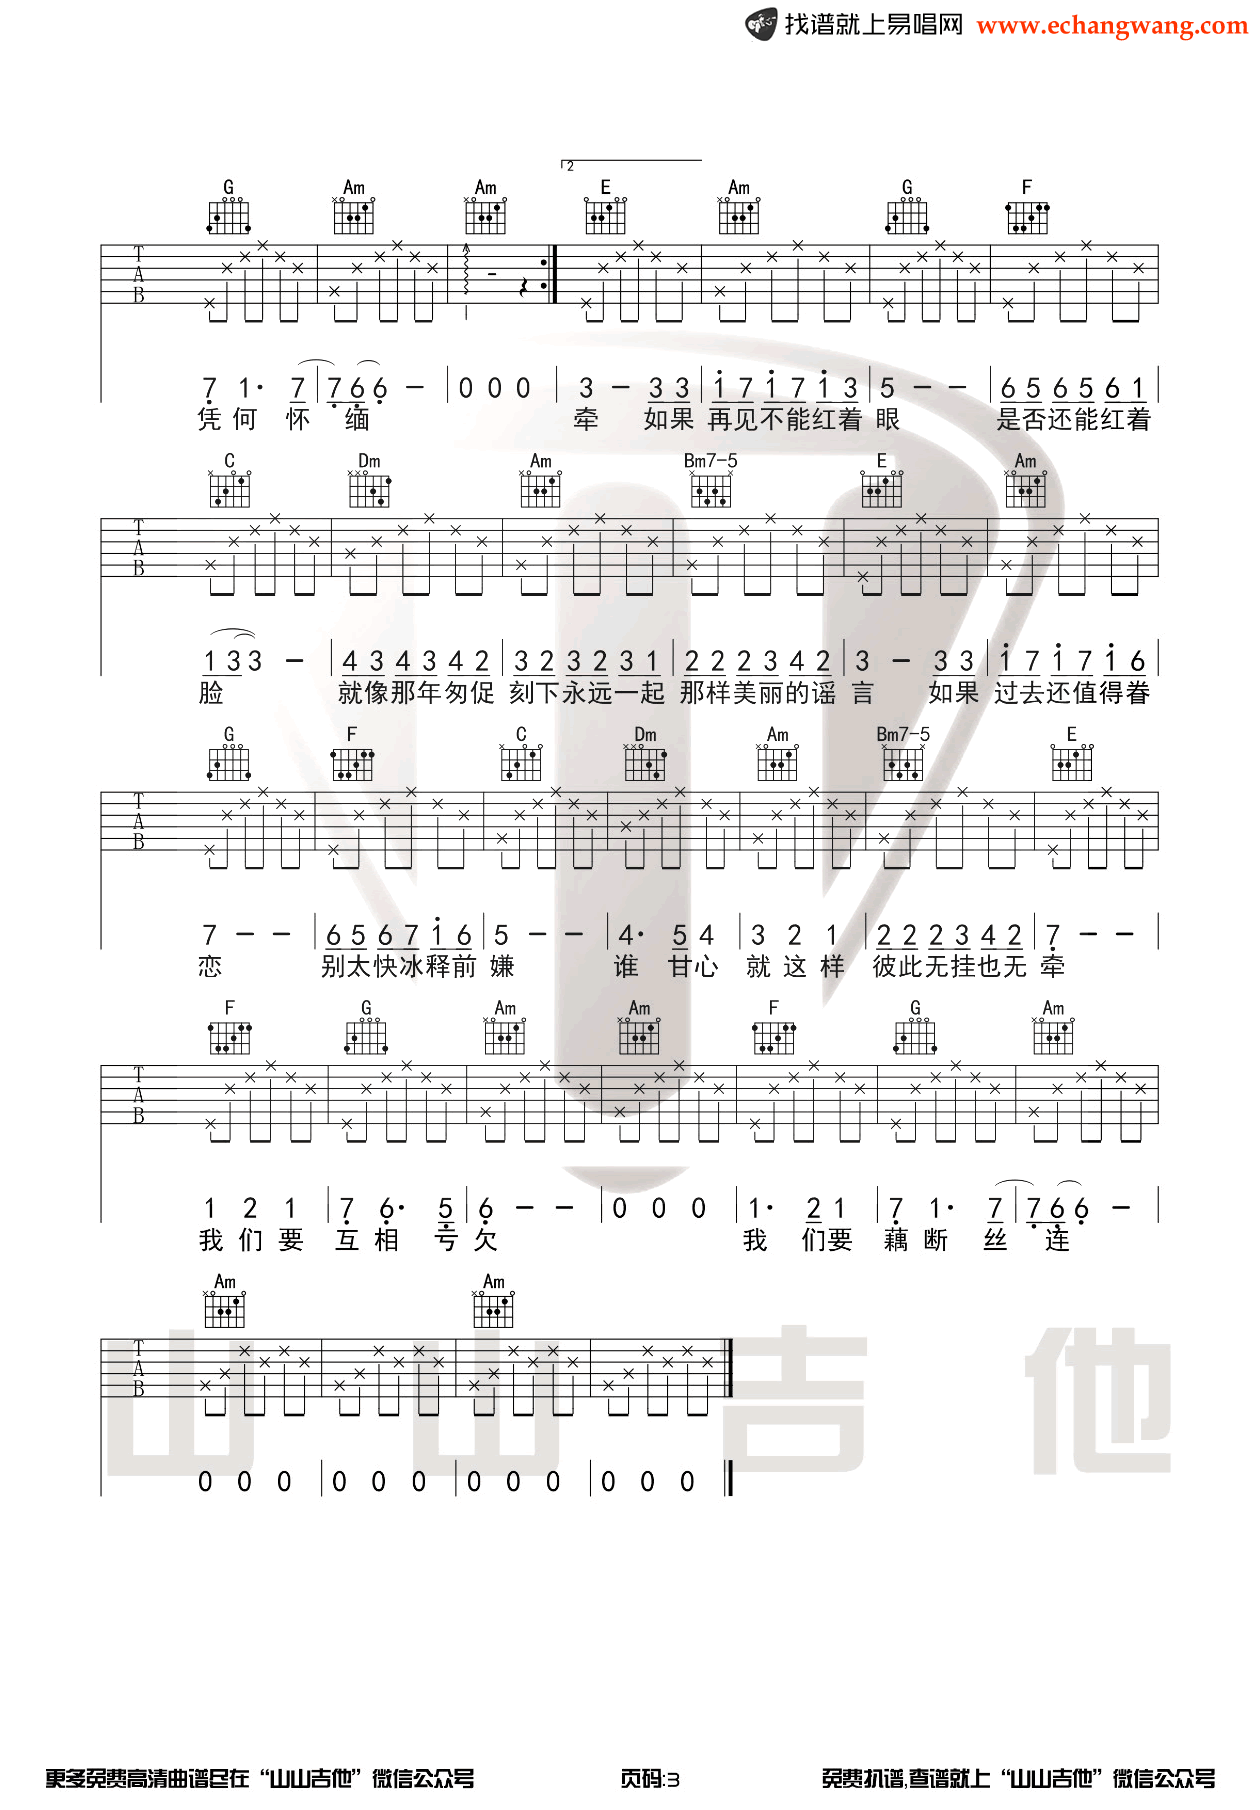 找谱就上易唱网 www.echangwang.com
2
G Am Am E Am G F
T
A
B
7 1· 7 | 7 6 6 — | 0 0 0 | 3 — 3 3 | 1 7 1 7 1 3 | 5 — — | 6 5 6 5 6 1
凭 何 怀 缅 牵 如果 再见不能红着 眼 是否还能红着
C Dm Am Bm7-5 E Am
T
A
B
1 3 3 — | 4 3 4 3 4 2 | 3 2 3 2 3 1 | 2 2 2 3 4 2 | 3 — 3 3 | 1 7 1 7 1 6
脸 就像那年匆促 刻下永远一起 那样美丽的谣 言 如果 过去还值得眷
G F C Dm Am Bm7-5 E
T
A
B
7 — — | 6 5 6 7 1 6 | 5 — — | 4· 5 4 | 3 2 1 | 2 2 2 3 4 2 | 7 — —
恋 别太快冰释前 嫌 谁 甘心 就 这 样 彼此无挂也无 牵
F G Am Am F G Am
T
A
B
1 2 1 | 7 6· 5 | 6 — — | 0 0 0 | 1· 2 1 | 7 1· 7 | 7 6 6 —
我 们 要 互 相 亏 欠 我 们要 藕 断 丝 连
Am Am
T
A
B
山 山 吉 他
0 0 0 | 0 0 0 | 0 0 0 | 0 0 0
更多免费高清曲谱尽在“山山吉他”微信公众号 页码:3 免费扒谱,查谱就上“山山吉他”微信公众号